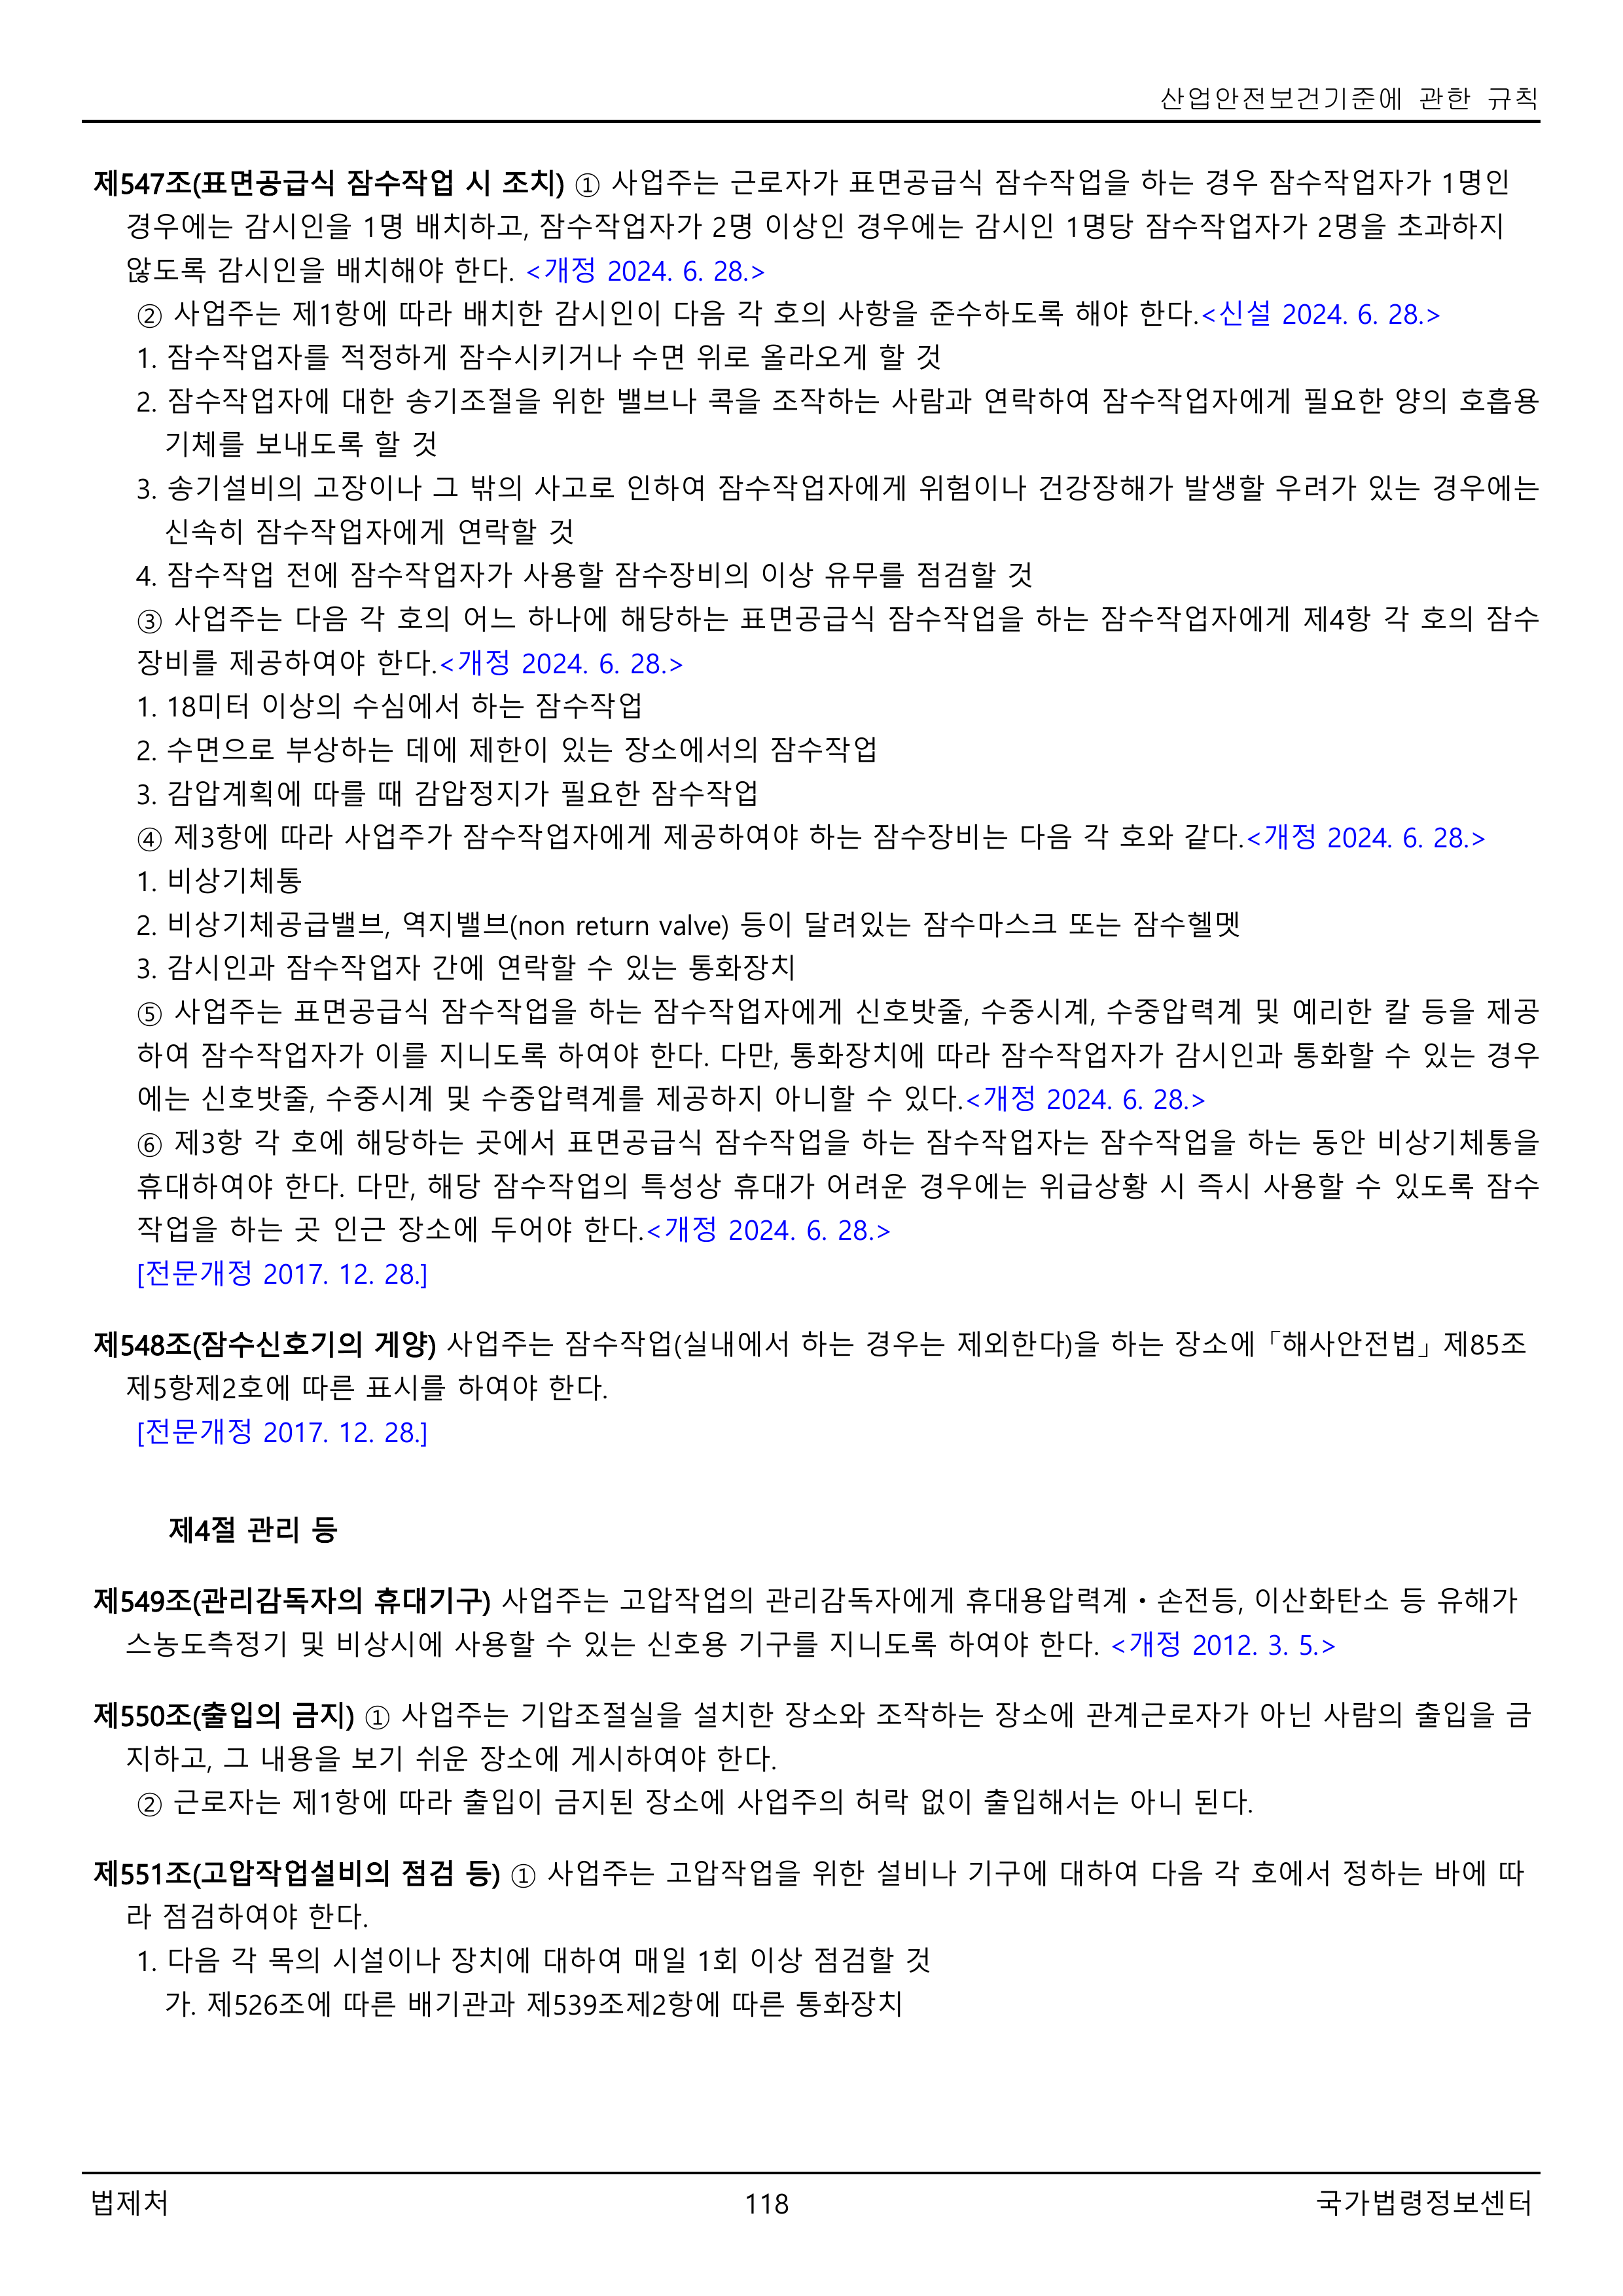 산업안전보건기준에 관한 규칙
제547조(표면공급식 잠수작업 시 조치) ① 사업주는 근로자가 표면공급식 잠수작업을 하는 경우 잠수작업자가 1명인
경우에는 감시인을 1명 배치하고, 잠수작업자가 2명 이상인 경우에는 감시인 1명당 잠수작업자가 2명을 초과하지
않도록 감시인을 배치해야 한다. <개정 2024. 6. 28.>
② 사업주는 제1항에 따라 배치한 감시인이 다음 각 호의 사항을 준수하도록 해야 한다.<신설 2024. 6. 28.>
1. 잠수작업자를 적정하게 잠수시키거나 수면 위로 올라오게 할 것
2. 잠수작업자에 대한 송기조절을 위한 밸브나 콕을 조작하는 사람과 연락하여 잠수작업자에게 필요한 양의 호흡용
기체를 보내도록 할 것
3. 송기설비의 고장이나 그 밖의 사고로 인하여 잠수작업자에게 위험이나 건강장해가 발생할 우려가 있는 경우에는
신속히 잠수작업자에게 연락할 것
4. 잠수작업 전에 잠수작업자가 사용할 잠수장비의 이상 유무를 점검할 것
③ 사업주는 다음 각 호의 어느 하나에 해당하는 표면공급식 잠수작업을 하는 잠수작업자에게 제4항 각 호의 잠수
장비를 제공하여야 한다.<개정 2024. 6. 28.>
1. 18미터 이상의 수심에서 하는 잠수작업
2. 수면으로 부상하는 데에 제한이 있는 장소에서의 잠수작업
3. 감압계획에 따를 때 감압정지가 필요한 잠수작업
④ 제3항에 따라 사업주가 잠수작업자에게 제공하여야 하는 잠수장비는 다음 각 호와 같다.<개정 2024. 6. 28.>
1. 비상기체통
2. 비상기체공급밸브, 역지밸브(non return valve) 등이 달려있는 잠수마스크 또는 잠수헬멧
3. 감시인과 잠수작업자 간에 연락할 수 있는 통화장치
⑤ 사업주는 표면공급식 잠수작업을 하는 잠수작업자에게 신호밧줄, 수중시계, 수중압력계 및 예리한 칼 등을 제공
하여 잠수작업자가 이를 지니도록 하여야 한다. 다만, 통화장치에 따라 잠수작업자가 감시인과 통화할 수 있는 경우
에는 신호밧줄, 수중시계 및 수중압력계를 제공하지 아니할 수 있다.<개정 2024. 6. 28.>
⑥ 제3항 각 호에 해당하는 곳에서 표면공급식 잠수작업을 하는 잠수작업자는 잠수작업을 하는 동안 비상기체통을
휴대하여야 한다. 다만, 해당 잠수작업의 특성상 휴대가 어려운 경우에는 위급상황 시 즉시 사용할 수 있도록 잠수
작업을 하는 곳 인근 장소에 두어야 한다.<개정 2024. 6. 28.>
[전문개정 2017. 12. 28.]
제548조(잠수신호기의 게양) 사업주는 잠수작업(실내에서 하는 경우는 제외한다)을 하는 장소에「해사안전법」제85조
제5항제2호에 따른 표시를 하여야 한다.
[전문개정 2017. 12. 28.]
제4절 관리 등
제549조(관리감독자의 휴대기구) 사업주는 고압작업의 관리감독자에게 휴대용압력계ㆍ손전등, 이산화탄소 등 유해가
스농도측정기 및 비상시에 사용할 수 있는 신호용 기구를 지니도록 하여야 한다. <개정 2012. 3. 5.>
제550조(출입의 금지) ① 사업주는 기압조절실을 설치한 장소와 조작하는 장소에 관계근로자가 아닌 사람의 출입을 금
지하고, 그 내용을 보기 쉬운 장소에 게시하여야 한다.
② 근로자는 제1항에 따라 출입이 금지된 장소에 사업주의 허락 없이 출입해서는 아니 된다.
제551조(고압작업설비의 점검 등) ① 사업주는 고압작업을 위한 설비나 기구에 대하여 다음 각 호에서 정하는 바에 따
라 점검하여야 한다.
1. 다음 각 목의 시설이나 장치에 대하여 매일 1회 이상 점검할 것
가. 제526조에 따른 배기관과 제539조제2항에 따른 통화장치
법제처 118 국가법령정보센터